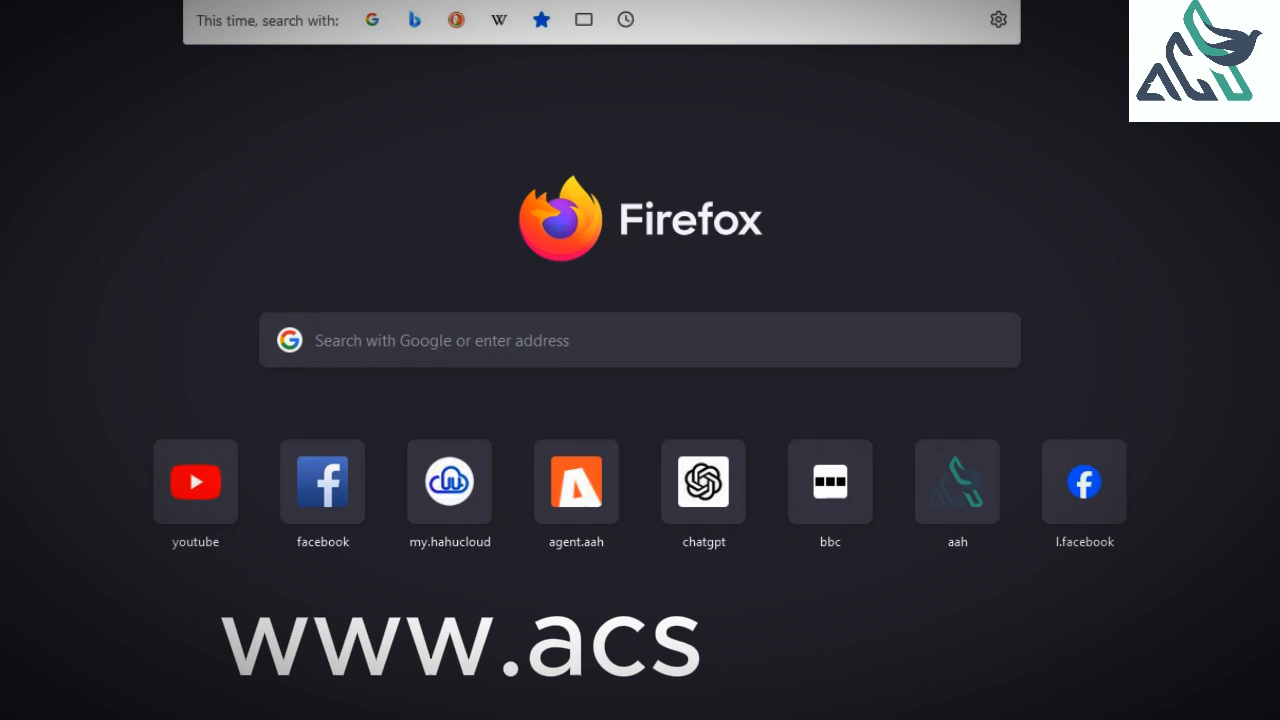 This time, search with:
Firefox
Search with Google or enter address
youtube
facebook
my.hahucloud
agent.aah
chatgpt
bbc
aah
l.facebook
www.acs